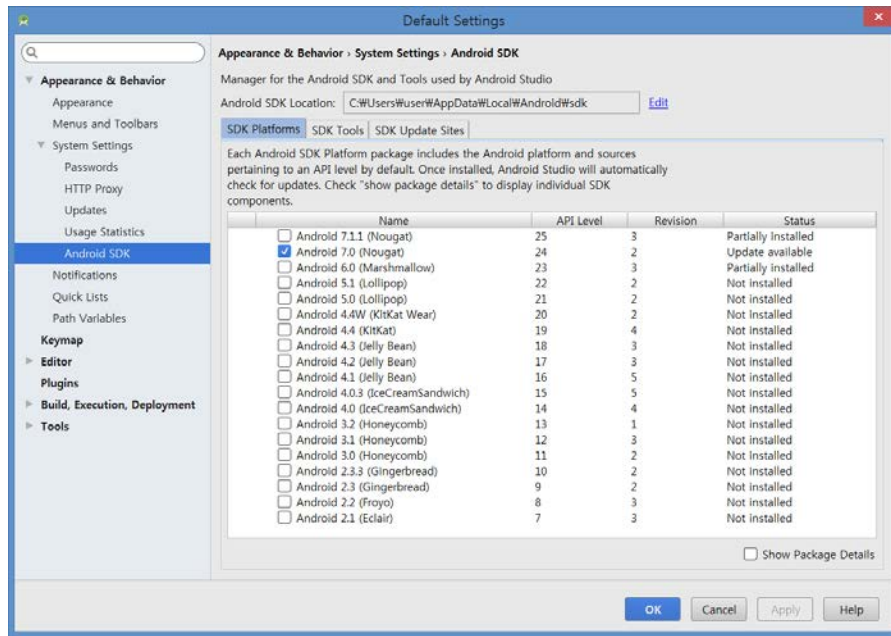 Default Settings
Appearance & Behavior › System Settings › Android SDK
Appearance & Behavior
Appearance
Menus and Toolbars
System Settings
Passwords
HTTP Proxy
Updates
Usage Statistics
Android SDK
Notifications
Quick Lists
Path Variables
Keymap
Editor
Plugins
Build, Execution, Deployment
Tools
Manager for the Android SDK and Tools used by Android Studio
Android SDK Location: C:₩Users₩user₩AppData₩Local₩Android₩sdk Edit
SDK Platforms SDK Tools SDK Update Sites
Each Android SDK Platform package includes the Android platform and sources
pertaining to an API level by default. Once installed, Android Studio will automatically
check for updates. Check "show package details" to display individual SDK
components.
Name API Level Revision Status
Android 7.1.1 (Nougat) 25 3 Partially installed
Android 7.0 (Nougat) 24 2 Update available
Android 6.0 (Marshmallow) 23 3 Partially installed
Android 5.1 (Lollipop) 22 2 Not installed
Android 5.0 (Lollipop) 21 2 Not installed
Android 4.4W (KitKat Wear) 20 2 Not installed
Android 4.4 (KitKat) 19 4 Not installed
Android 4.3 (Jelly Bean) 18 3 Not installed
Android 4.2 (Jelly Bean) 17 3 Not installed
Android 4.1 (Jelly Bean) 16 5 Not installed
Android 4.0.3 (IceCreamSandwich) 15 5 Not installed
Android 4.0 (IceCreamSandwich) 14 4 Not installed
Android 3.2 (Honeycomb) 13 1 Not installed
Android 3.1 (Honeycomb) 12 3 Not installed
Android 3.0 (Honeycomb) 11 2 Not installed
Android 2.3.3 (Gingerbread) 10 2 Not installed
Android 2.3 (Gingerbread) 9 2 Not installed
Android 2.2 (Froyo) 8 3 Not installed
Android 2.1 (Eclair) 7 3 Not installed
Show Package Details
OK Cancel Apply Help